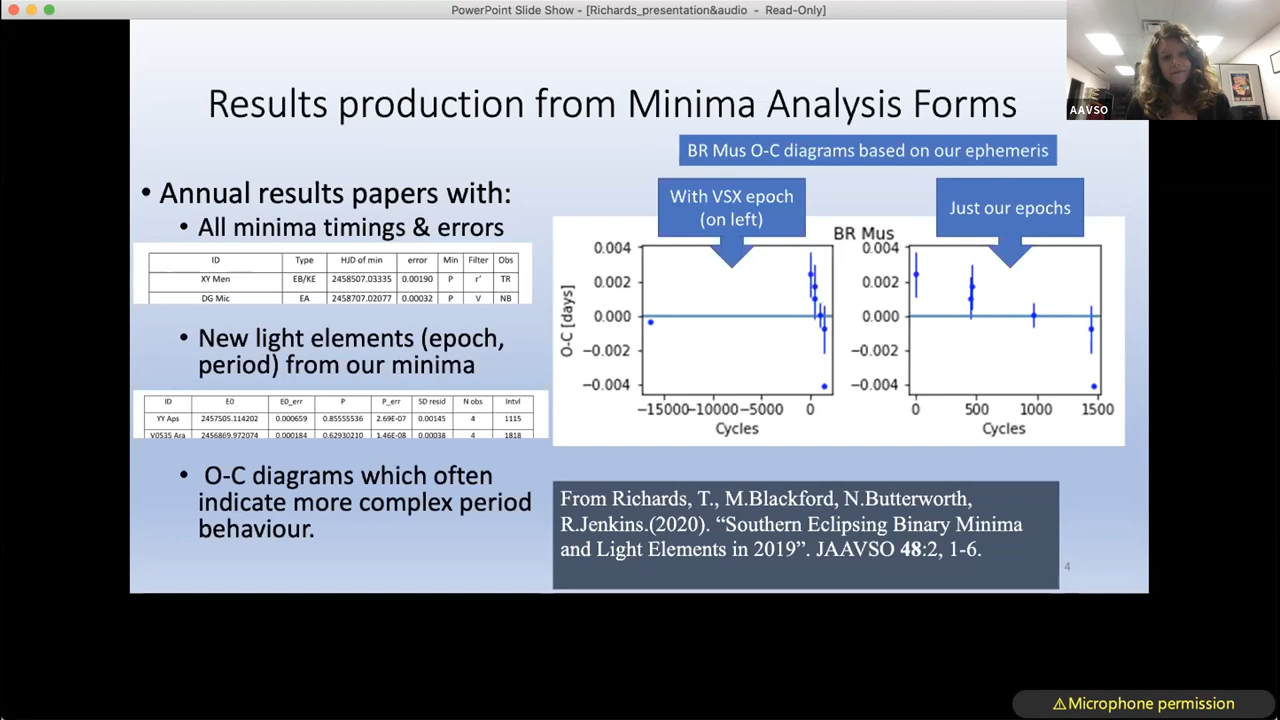 PowerPoint Slide Show - [Richards_presentation&audio - Read-Only]
AAVSO
Results production from Minima Analysis Forms
BR Mus O-C diagrams based on our ephemeris
• Annual results papers with:
• All minima timings & errors
ID Type HJD of min error Min Filter Obs
XY Men EB/KE 2458507.03335 0.00190 P r' TR
DG Mic EA 2458707.02077 0.00032 P V NB
• New light elements (epoch,
period) from our minima
ID E0 E0_err P P_err SD resid N obs Intvl
YY Aps 2457505.114202 0.000659 0.85555536 2.69E-07 0.00145 4 1115
V0535 Ara 2456869.972074 0.000184 0.62930210 1.46E-08 0.00038 4 1818
• O-C diagrams which often
indicate more complex period
behaviour.
With VSX epoch
(on left)
Just our epochs
BR Mus
O-C [days]
0.004
0.002
0.000
−0.002
−0.004
−15000 −10000 −5000 0
Cycles
0.004
0.002
0.000
−0.002
−0.004
0 500 1000 1500
Cycles
From Richards, T., M.Blackford, N.Butterworth,
R.Jenkins.(2020). “Southern Eclipsing Binary Minima
and Light Elements in 2019”. JAAVSO 48:2, 1-6.
4
⚠Microphone permission